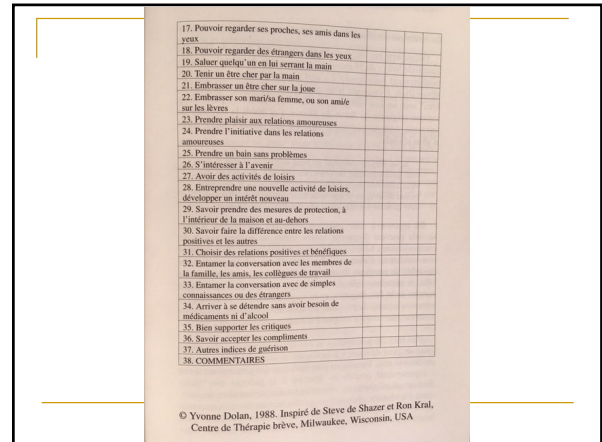 17. Pouvoir regarder ses proches, ses amis dans les
yeux
18. Pouvoir regarder des étrangers dans les yeux
19. Saluer quelqu'un en lui serrant la main
20. Tenir un être cher par la main
21. Embrasser un être cher sur la joue
22. Embrasser son mari/sa femme, ou son ami/e
sur les lèvres
23. Prendre plaisir aux relations amoureuses
24. Prendre l'initiative dans les relations
amoureuses
25. Prendre un bain sans problèmes
26. S'intéresser à l'avenir
27. Avoir des activités de loisirs
28. Entreprendre une nouvelle activité de loisirs,
développer un intérêt nouveau
29. Savoir prendre des mesures de protection, à
l'intérieur de la maison et au-dehors
30. Savoir faire la différence entre les relations
positives et les autres
31. Choisir des relations positives et bénéfiques
32. Entamer la conversation avec les membres de
la famille, les amis, les collègues de travail
33. Entamer la conversation avec de simples
connaissances ou des étrangers
34. Arriver à se détendre sans avoir besoin de
médicaments ni d'alcool
35. Bien supporter les critiques
36. Savoir accepter les compliments
37. Autres indices de guérison
38. COMMENTAIRES
© Yvonne Dolan, 1988. Inspiré de Steve de Shazer et Ron Kral,
Centre de Thérapie brève, Milwaukee, Wisconsin, USA